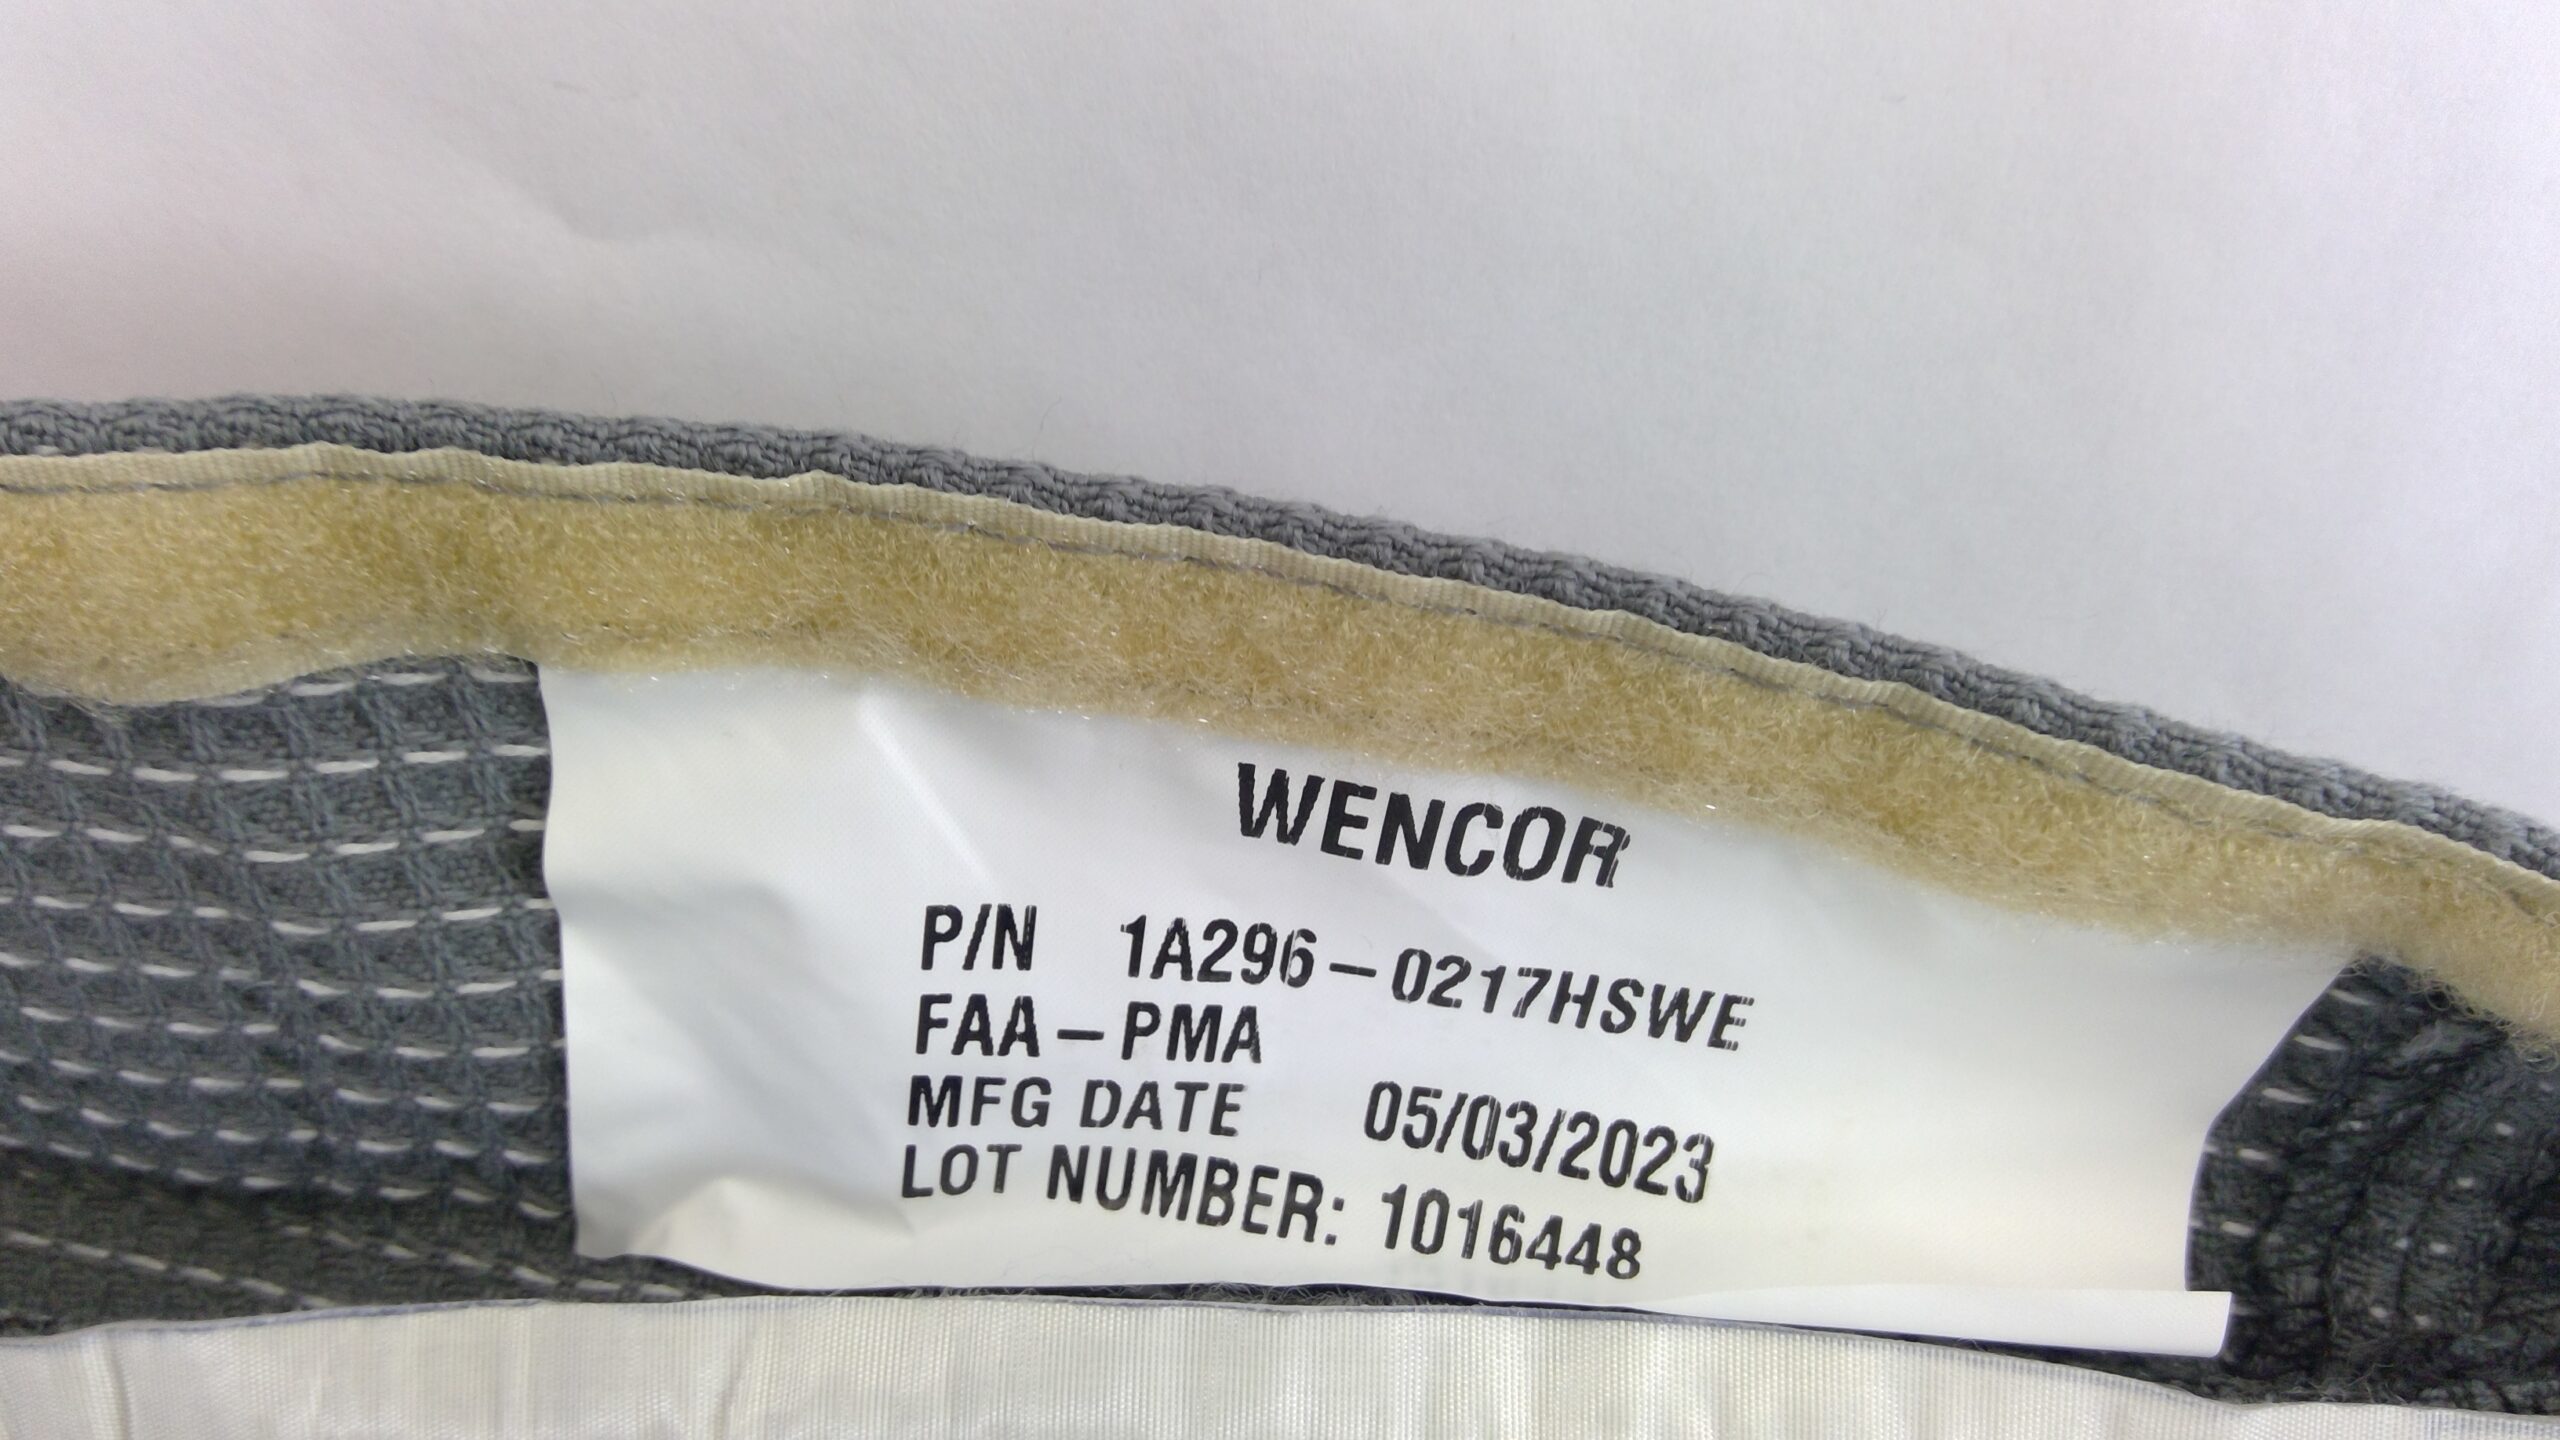 WENCOR
P/N 1A296-0217HSWE
FAA-PMA
MFG DATE 05/03/2023
LOT NUMBER: 1016448